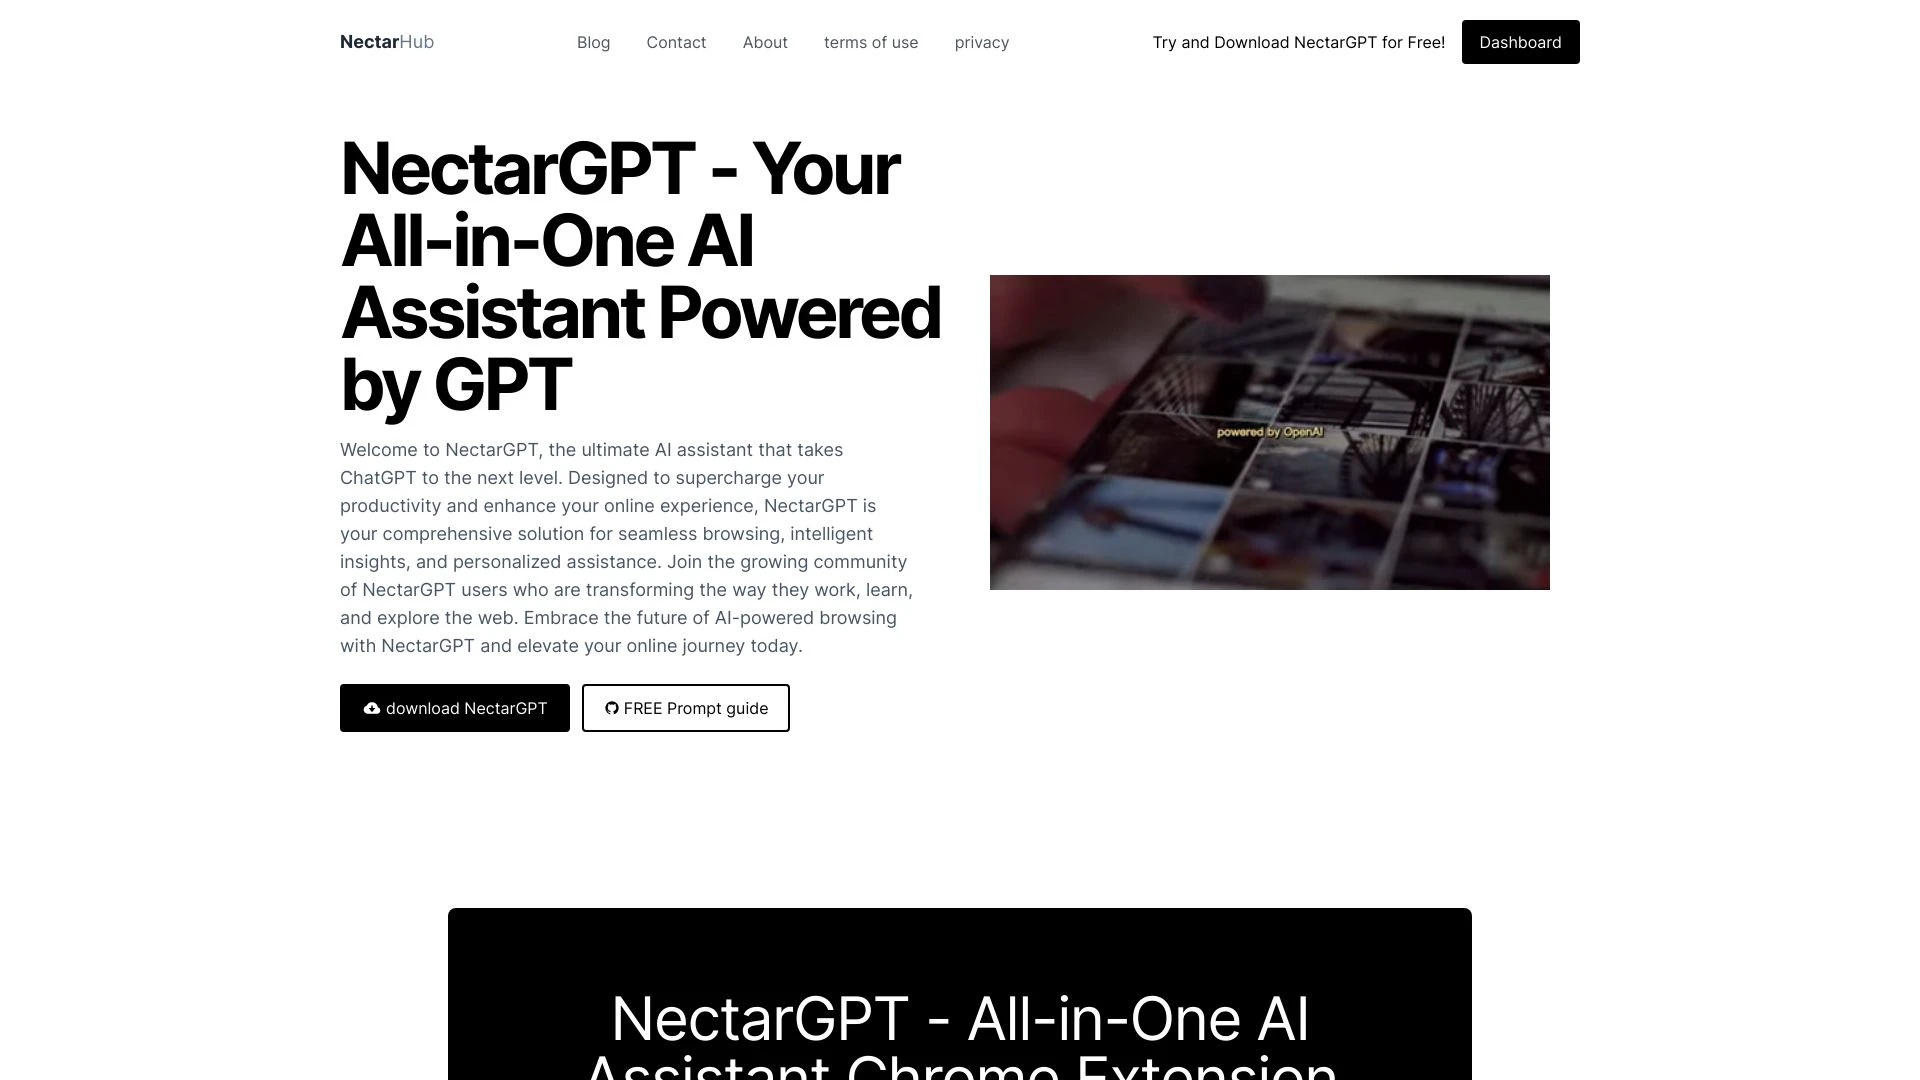 NectarHub
Blog
Contact
About
terms of use
privacy
Try and Download NectarGPT for Free!
Dashboard
NectarGPT - Your
All-in-One AI
Assistant Powered
by GPT
Welcome to NectarGPT, the ultimate AI assistant that takes
ChatGPT to the next level. Designed to supercharge your
productivity and enhance your online experience, NectarGPT is
your comprehensive solution for seamless browsing, intelligent
insights, and personalized assistance. Join the growing community
of NectarGPT users who are transforming the way they work, learn,
and explore the web. Embrace the future of AI-powered browsing
with NectarGPT and elevate your online journey today.
download NectarGPT
FREE Prompt guide
powered by OpenAI
NectarGPT - All-in-One AI
Assistant Chrome Extension